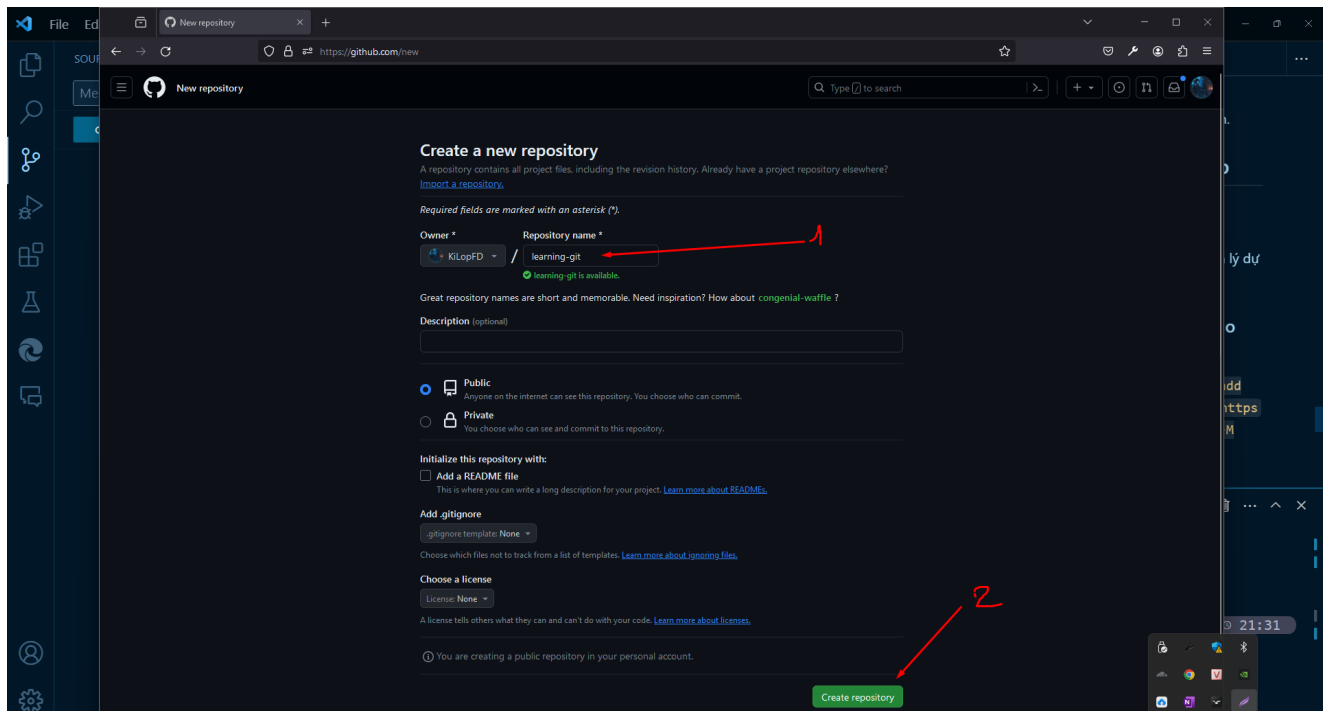 File Ed
New repository
https://github.com/new
SOU
New repository
Type / to search
Me
Create a new repository
A repository contains all project files, including the revision history. Already have a project repository elsewhere?
Import a repository.
Required fields are marked with an asterisk (*).
Owner * Repository name *
1
KiLopFD / learning-git
lý dự
learning-git is available.
Great repository names are short and memorable. Need inspiration? How about congenial-waffle ?
Description (optional)
o
Public
Anyone on the internet can see this repository. You choose who can commit.
dd
ttps
Private
You choose who can see and commit to this repository.
M
Initialize this repository with:
Add a README file
This is where you can write a long description for your project. Learn more about READMEs.
Add .gitignore
.gitignore template: None
Choose which files not to track from a list of templates. Learn more about ignoring files.
Choose a license
2
License: None
A license tells others what they can and can't do with your code. Learn more about licenses.
21:31
You are creating a public repository in your personal account.
Create repository